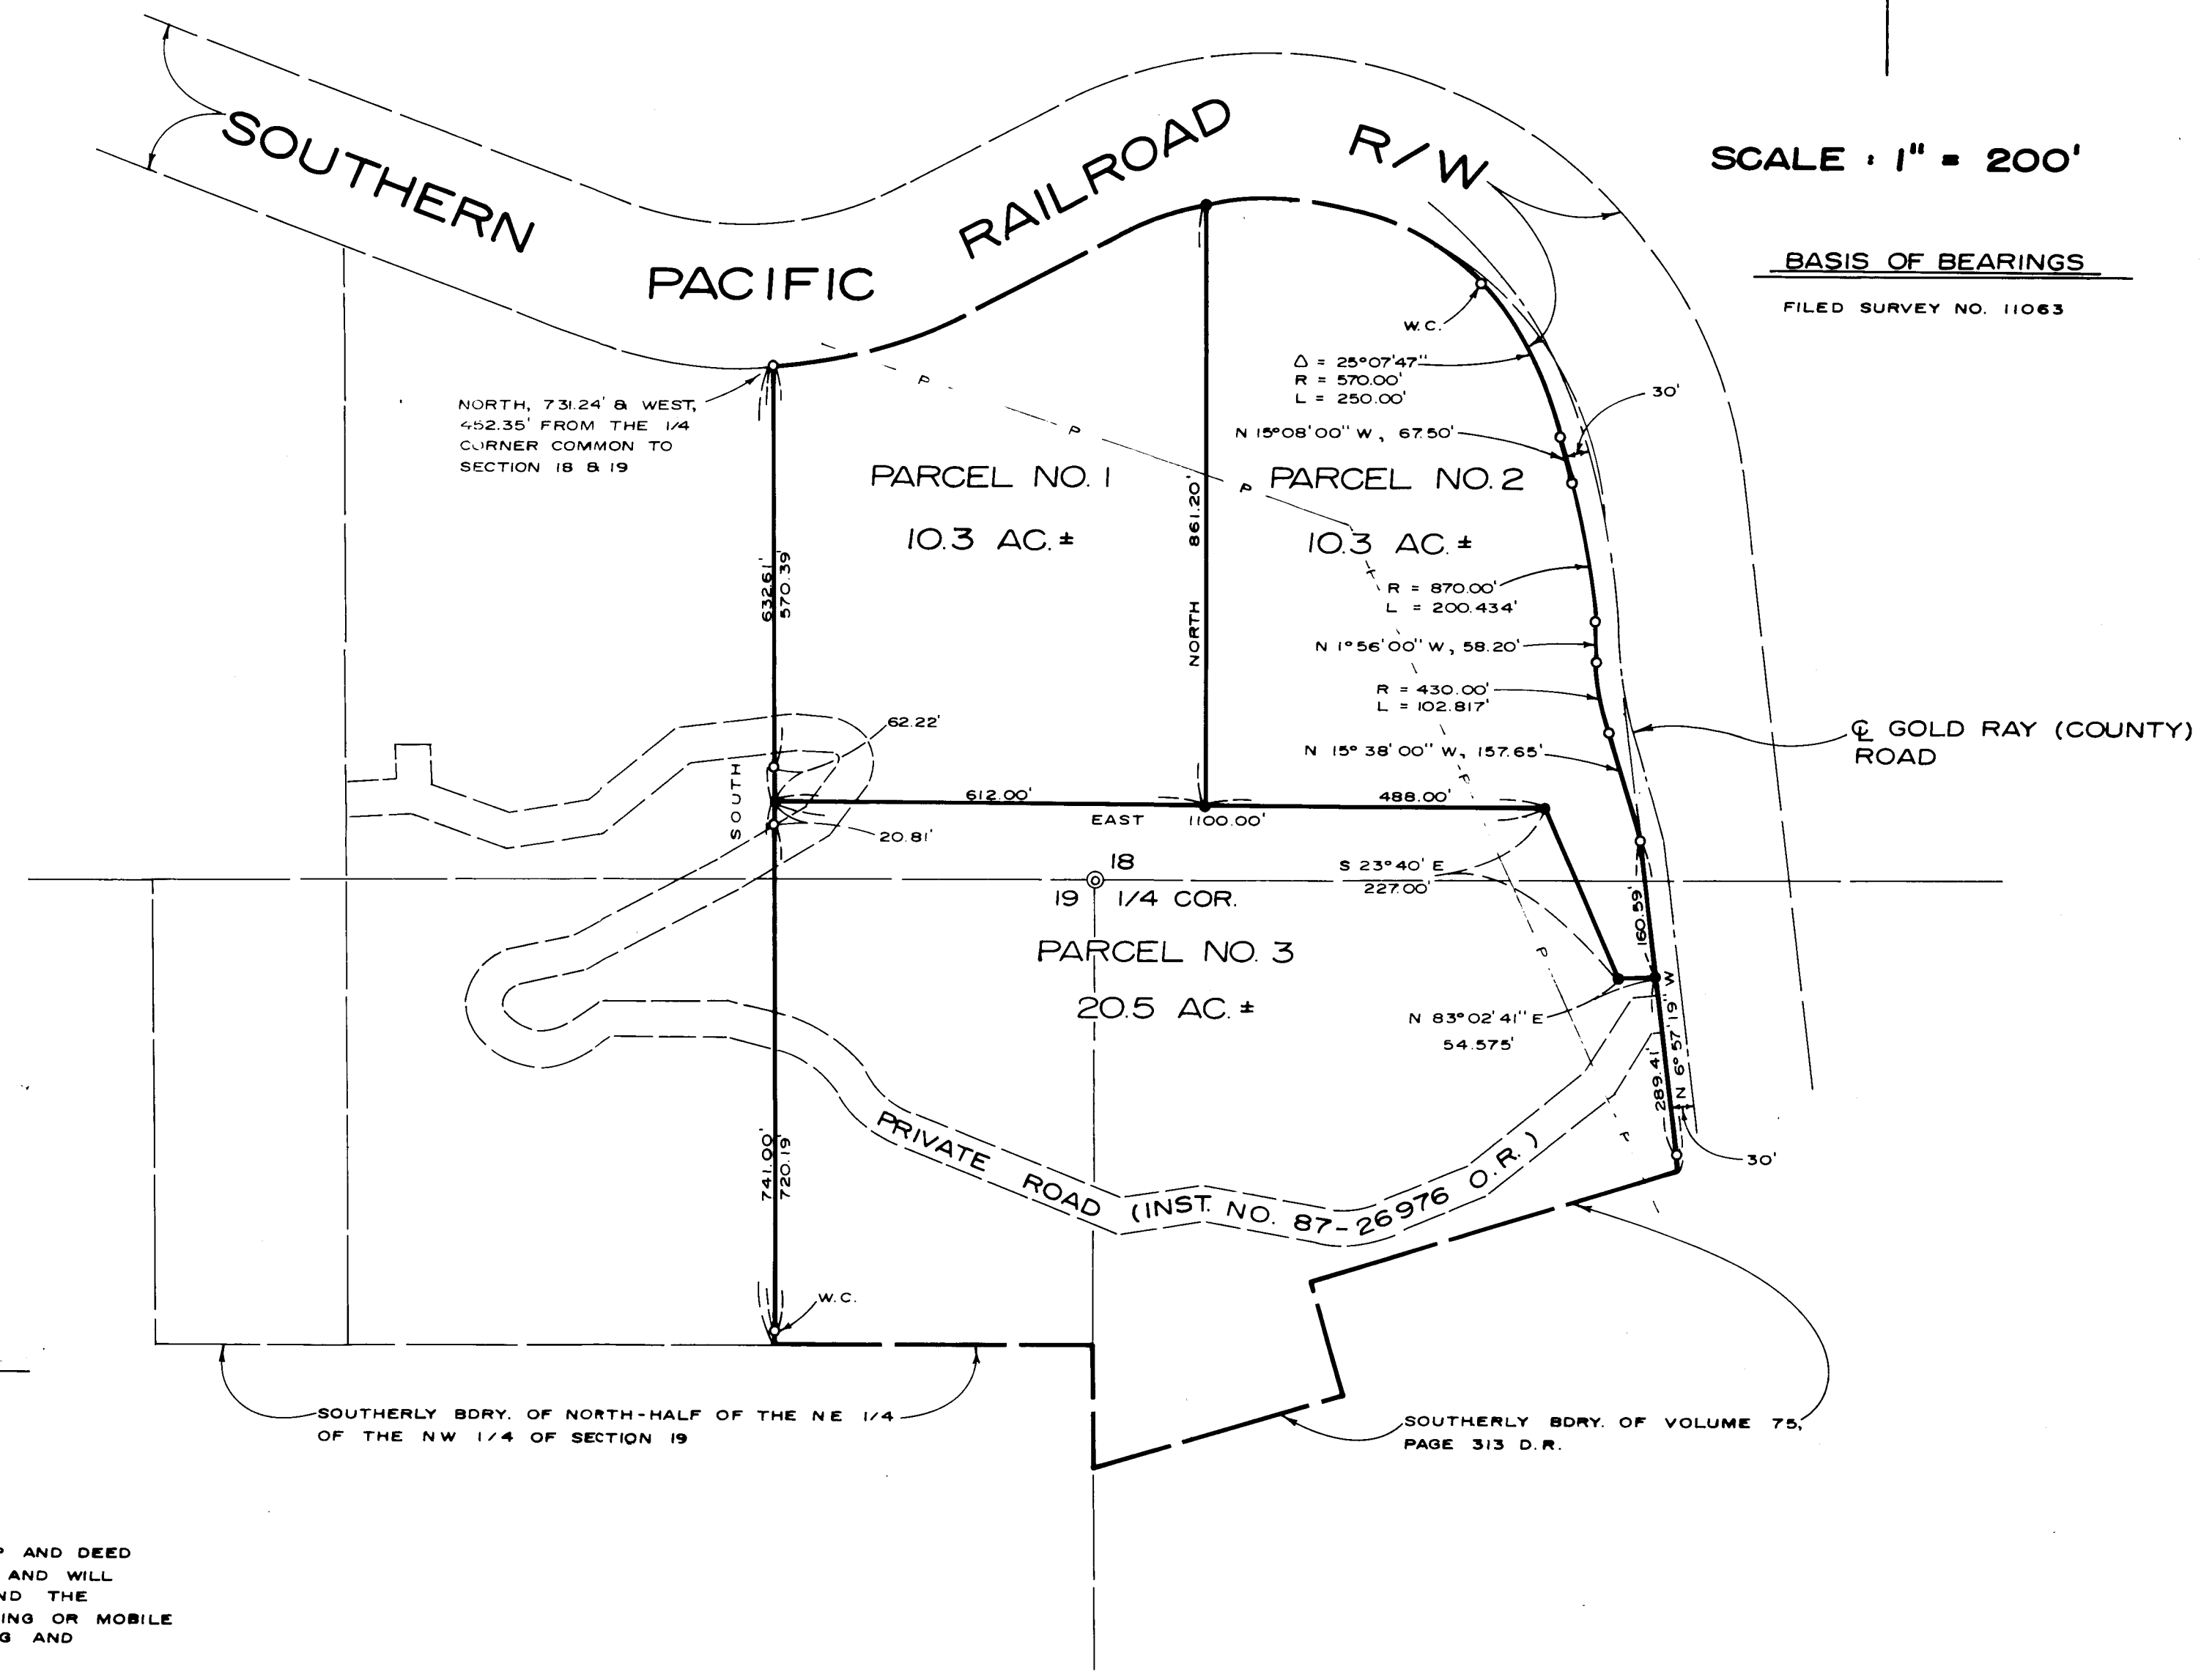 SOUTHERN PACIFIC RAILROAD R/W
SCALE : 1" = 200'
BASIS OF BEARINGS
FILED SURVEY NO. 11063
W.C.
Δ = 25°07'47"
R = 570.00'
L = 250.00'
30'
NORTH, 731.24' & WEST,
452.35' FROM THE 1/4
CORNER COMMON TO
SECTION 18 & 19
N 15°08'00" W, 67.50'
P
P
P
PARCEL NO. 1
10.3 AC. ±
PARCEL NO. 2
10.3 AC. ±
861.20'
NORTH
632.61'
570.39'
R = 870.00'
L = 200.434'
N 1°56'00" W, 58.20'
R = 430.00'
L = 102.817'
N 15°38'00" W, 157.65'
℄ GOLD RAY (COUNTY)
ROAD
62.22'
SOUTH
612.00'
488.00'
EAST 1100.00'
20.81'
P
18
19 1/4 COR.
S 23°40' E
227.00'
160.59'
PARCEL NO. 3
20.5 AC. ±
P
N 83°02'41" E
54.575'
N 6°57'19" W
289.41'
30'
P
741.00'
720.19'
PRIVATE ROAD (INST. NO. 87-26976 O.R.)
W.C.
SOUTHERLY BDRY. OF NORTH-HALF OF THE NE 1/4
OF THE NW 1/4 OF SECTION 19
SOUTHERLY BDRY. OF VOLUME 75,
PAGE 313 D.R.
AND DEED
AND WILL
ND THE
ING OR MOBILE
G AND